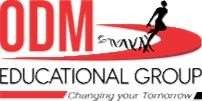 ODM
EDUCATIONAL GROUP
Changing your Tomorrow